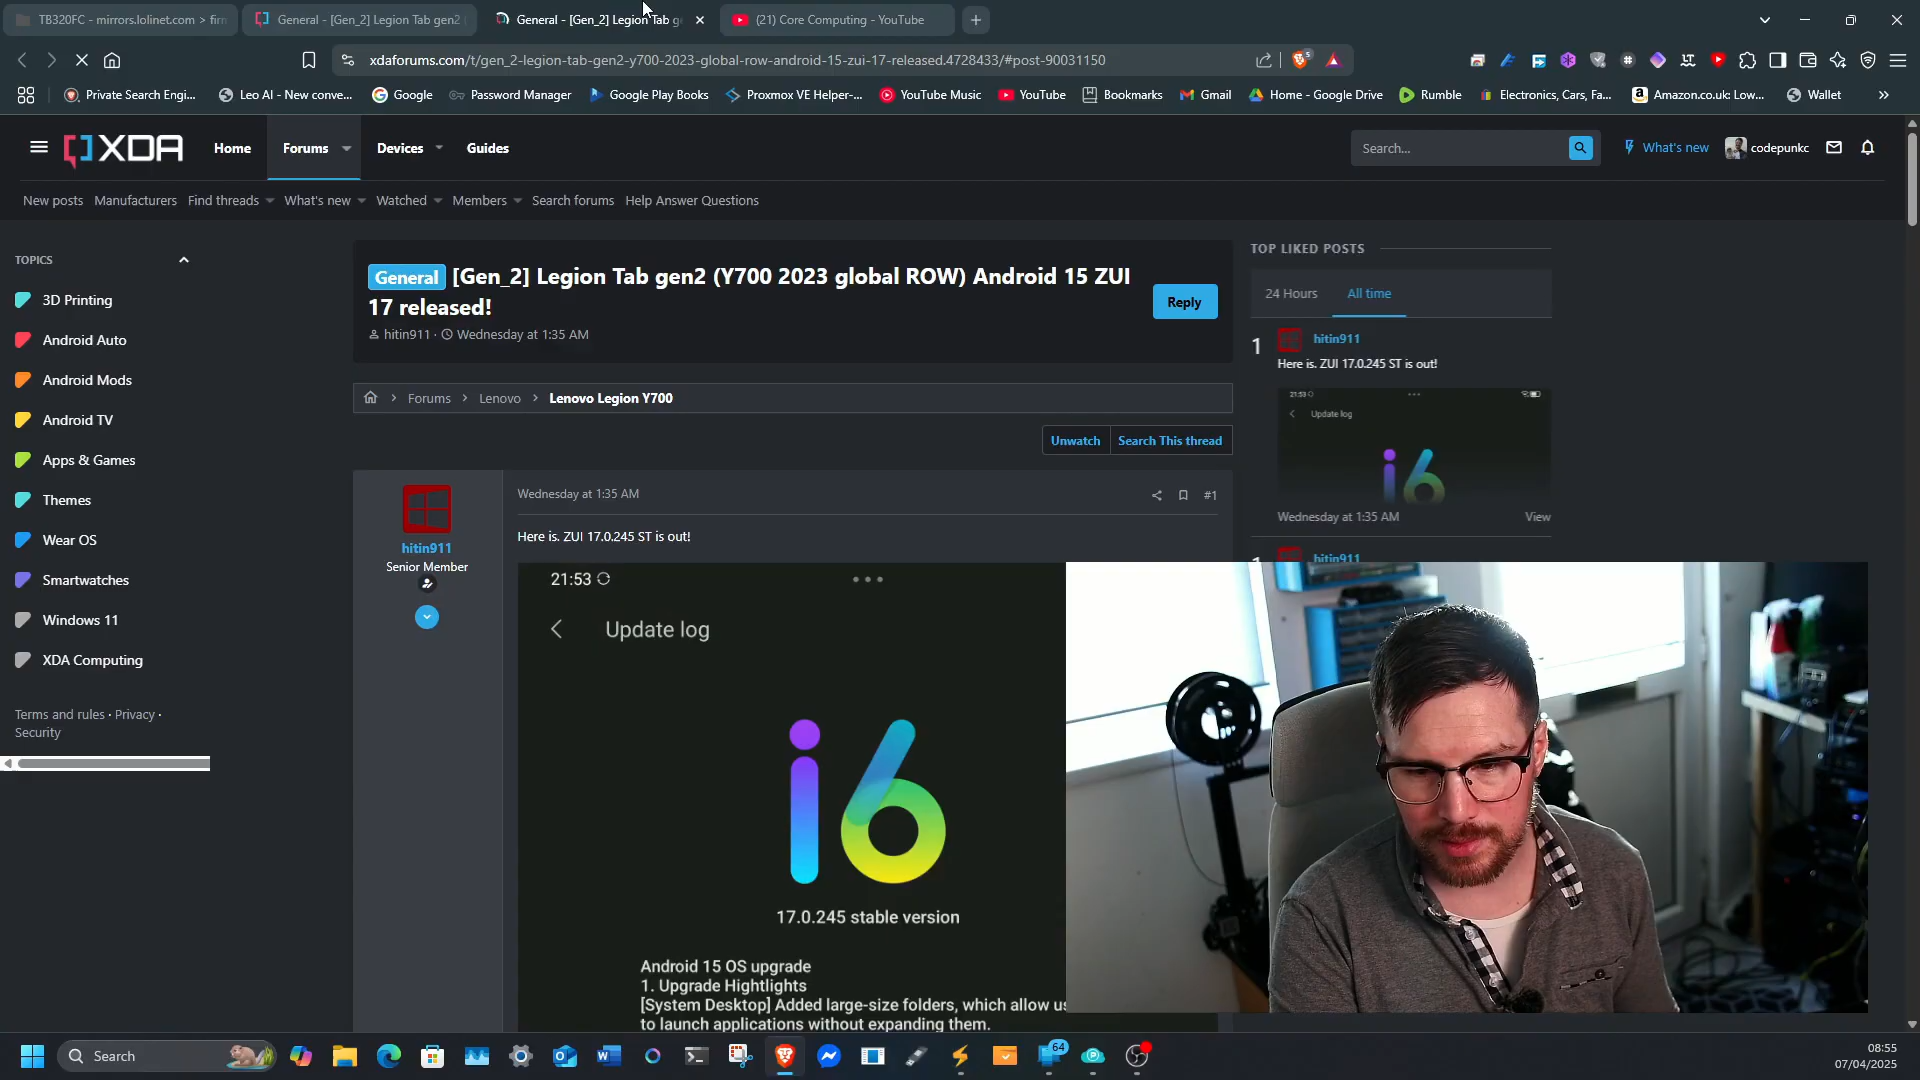 TB320FC - mirrors.lolinet.com > firm
General - [Gen_2] Legion Tab gen2
General - [Gen_2] Legion Tab ge
(21) Core Computing - YouTube
xdaforums.com/t/gen_2-legion-tab-gen2-y700-2023-global-row-android-15-zui-17-released.4728433/#post-90031150
5
Private Search Engi...
Leo AI - New conve...
Google
Password Manager
Google Play Books
Proxmox VE Helper-...
YouTube Music
YouTube
Bookmarks
Gmail
Home - Google Drive
Rumble
Electronics, Cars, Fa...
Amazon.co.uk: Low...
Wallet
XDA
Home
Forums
Devices
Guides
Search...
What's new
codepunkc
New posts
Manufacturers
Find threads
What's new
Watched
Members
Search forums
Help Answer Questions
TOPICS
3D Printing
Android Auto
Android Mods
Android TV
Apps & Games
Themes
Wear OS
Smartwatches
Windows 11
XDA Computing
Terms and rules · Privacy ·
Security
General [Gen_2] Legion Tab gen2 (Y700 2023 global ROW) Android 15 ZUI
17 released!
hitin911 · Wednesday at 1:35 AM
Reply
Forums > Lenovo > Lenovo Legion Y700
Unwatch
Search This thread
hitin911
Senior Member
Wednesday at 1:35 AM
#1
Here is. ZUI 17.0.245 ST is out!
21:53
Update log
i6
17.0.245 stable version
Android 15 OS upgrade
1. Upgrade Hightlights
[System Desktop] Added large-size folders, which allow us
to launch applications without expanding them.
TOP LIKED POSTS
24 Hours
All time
1
hitin911
Here is. ZUI 17.0.245 ST is out!
21:53
Update log
i6
Wednesday at 1:35 AM
View
hitin911
Search
64
08:55
07/04/2025